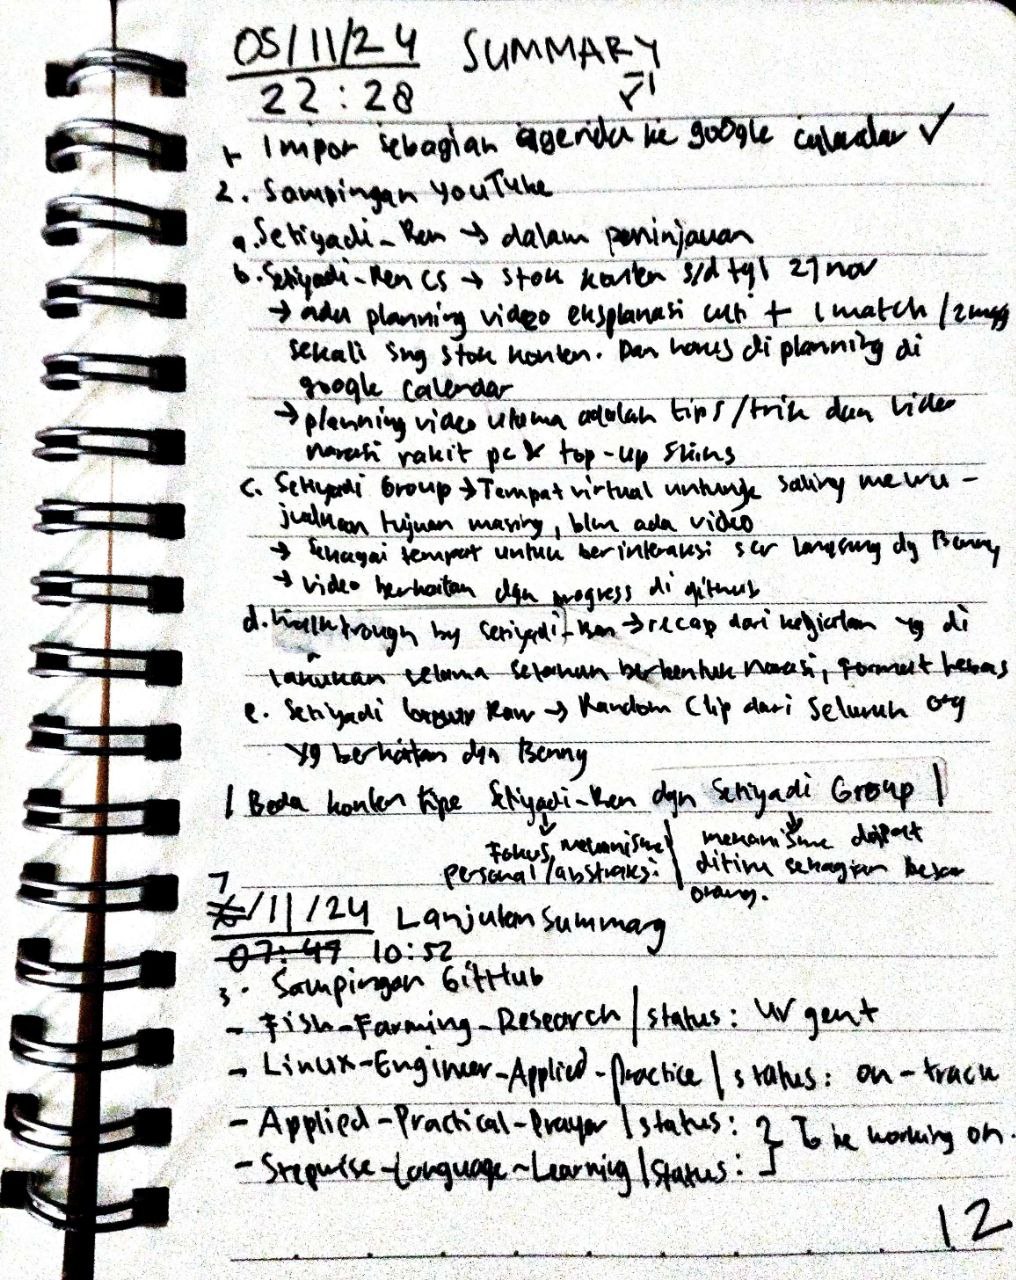 05/11/24 SUMMARY
22:28
1. Impor sebagian agenda ke google calendar ✓
2. Sampingan YouTube
a. Setiyadi-Ren → dalam peninjauan
b. Setiyadi-Ren CS → stok konten s/d tgl 27 nov
→ ada planning video eksplanasi cuti + 1 match / 2 mgg
sekali sng stok konten. Dan harus di planning di
google calendar
→ planning video utama adalah tips/trik dan video
narasi rakit pc & top-up skins
c. Setiyadi Group → Tempat virtual untuk saling mewu-
judkan tujuan masing, blm ada video
→ Sebagai tempat untuk berinteraksi scr langsung dg Benny
→ video berkaitan dgn progress di github
d. Walktrough by Setiyadi-Ren → recap dari kegiatan yg di
lakukan selama setahun berbentuk narasi, format bebas
e. Setiyadi Raw → Random Clip dari Seluruh org
yg berkaitan dgn Benny
| Beda konten tipe Setiyadi-Ren dgn Setiyadi Group |
Fokus mekanisme personal/abstraksi. | mekanisme dapat
ditiru sebagian besar
orang.
7/11/24 Lanjutan Summary
07:47 10:52
3. Sampingan GitHub
- Fish-Farming-Research | status: Urgent
- Linux-Engineer-Applied-Practice | status: on-track
- Applied-Practical-Prayer | status: } To be working on.
- Stepwise-Language-Learning | status: }
12